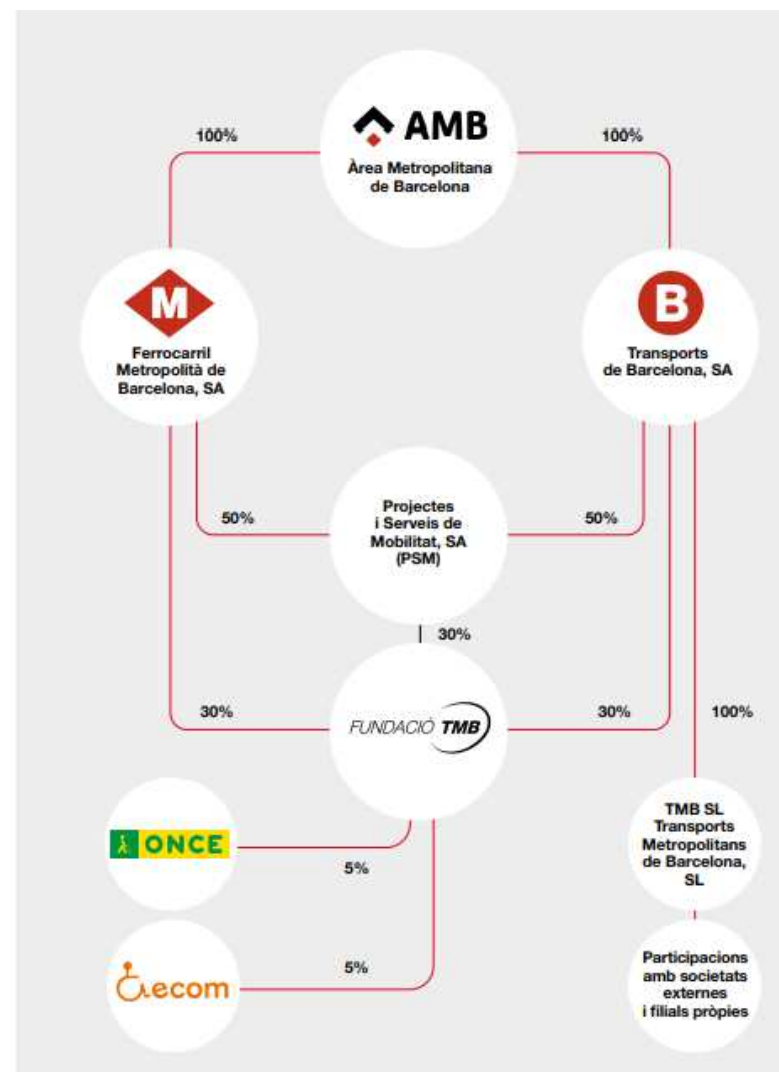 AMB
Àrea Metropolitana
de Barcelona
100%
100%
M
Ferrocarril
Metropolità de
Barcelona, SA
B
Transports
de Barcelona, SA
Projectes
i Serveis de
Mobilitat, SA
(PSM)
50%
50%
30%
FUNDACIÓ TMB
30%
30%
100%
ONCE
5%
TMB SL
Transports
Metropolitans
de Barcelona,
SL
ecom
5%
Participacions
amb societats
externes
i filials pròpies